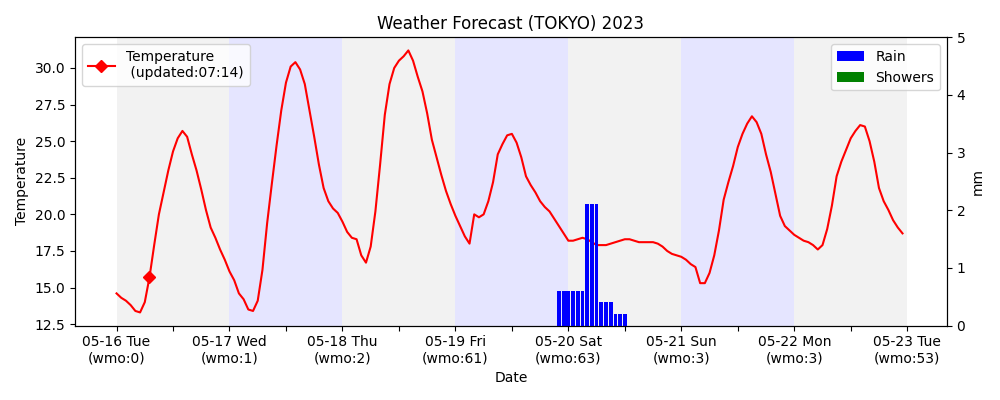 Weather Forecast (TOKYO) 2023
Temperature
(updated:07:14)
Rain
Showers
Temperature
30.0
27.5
25.0
22.5
20.0
17.5
15.0
12.5
5
4
3
2
1
0
mm
05-16 Tue
(wmo:0)
05-17 Wed
(wmo:1)
05-18 Thu
(wmo:2)
05-19 Fri
(wmo:61)
05-20 Sat
(wmo:63)
05-21 Sun
(wmo:3)
05-22 Mon
(wmo:3)
05-23 Tue
(wmo:53)
Date